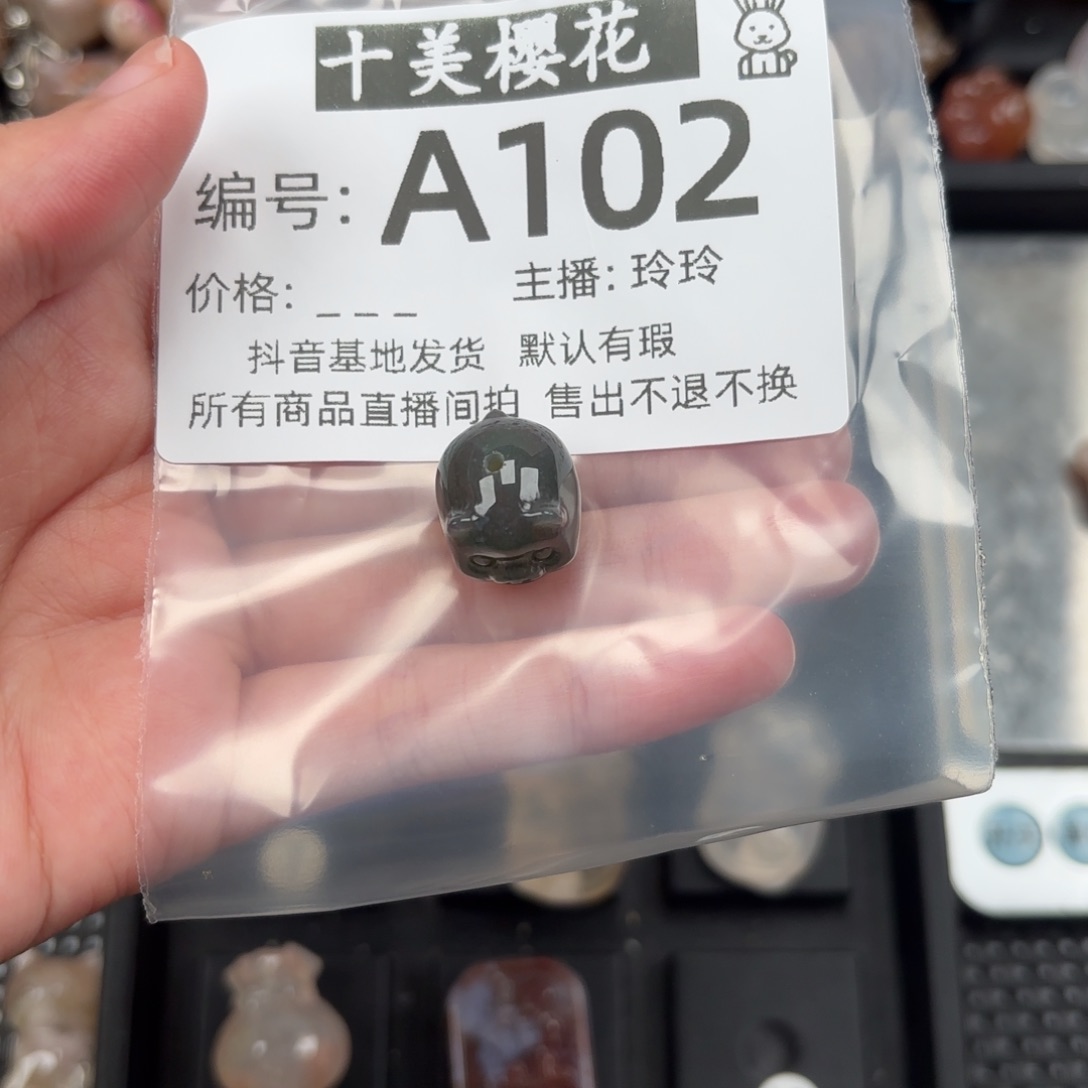 十美樱花
编号: A102
价格: _ _ _ 主播: 玲玲
抖音基地发货 默认有瑕
所有商品直播间拍 售出不退不换